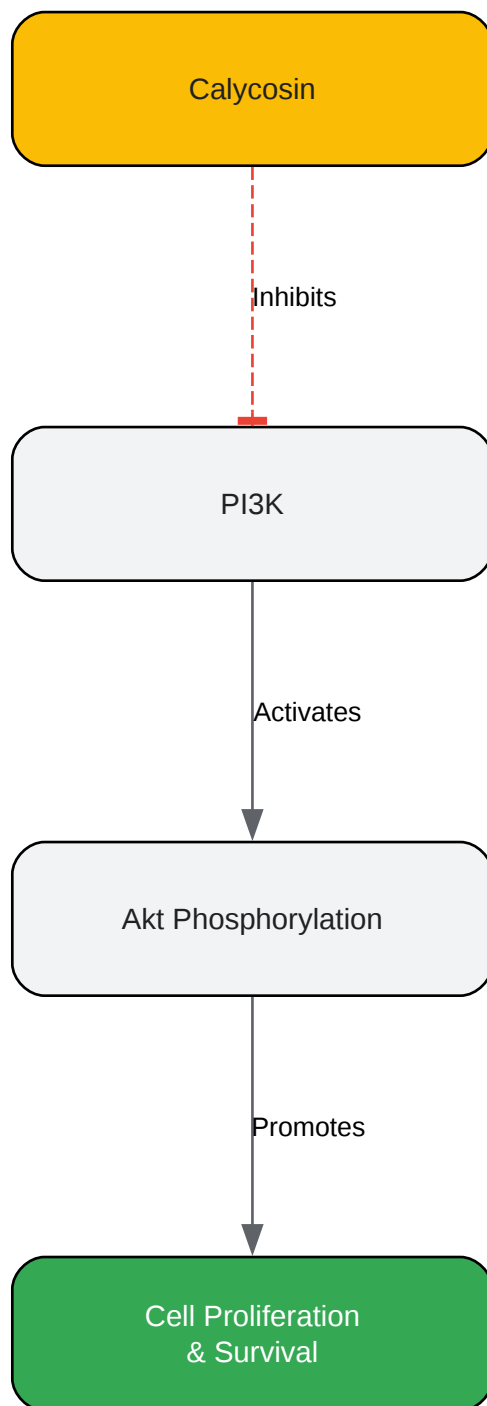 Calycosin
Inhibits
PI3K
Activates
Akt Phosphorylation
Promotes
Cell Proliferation
& Survival